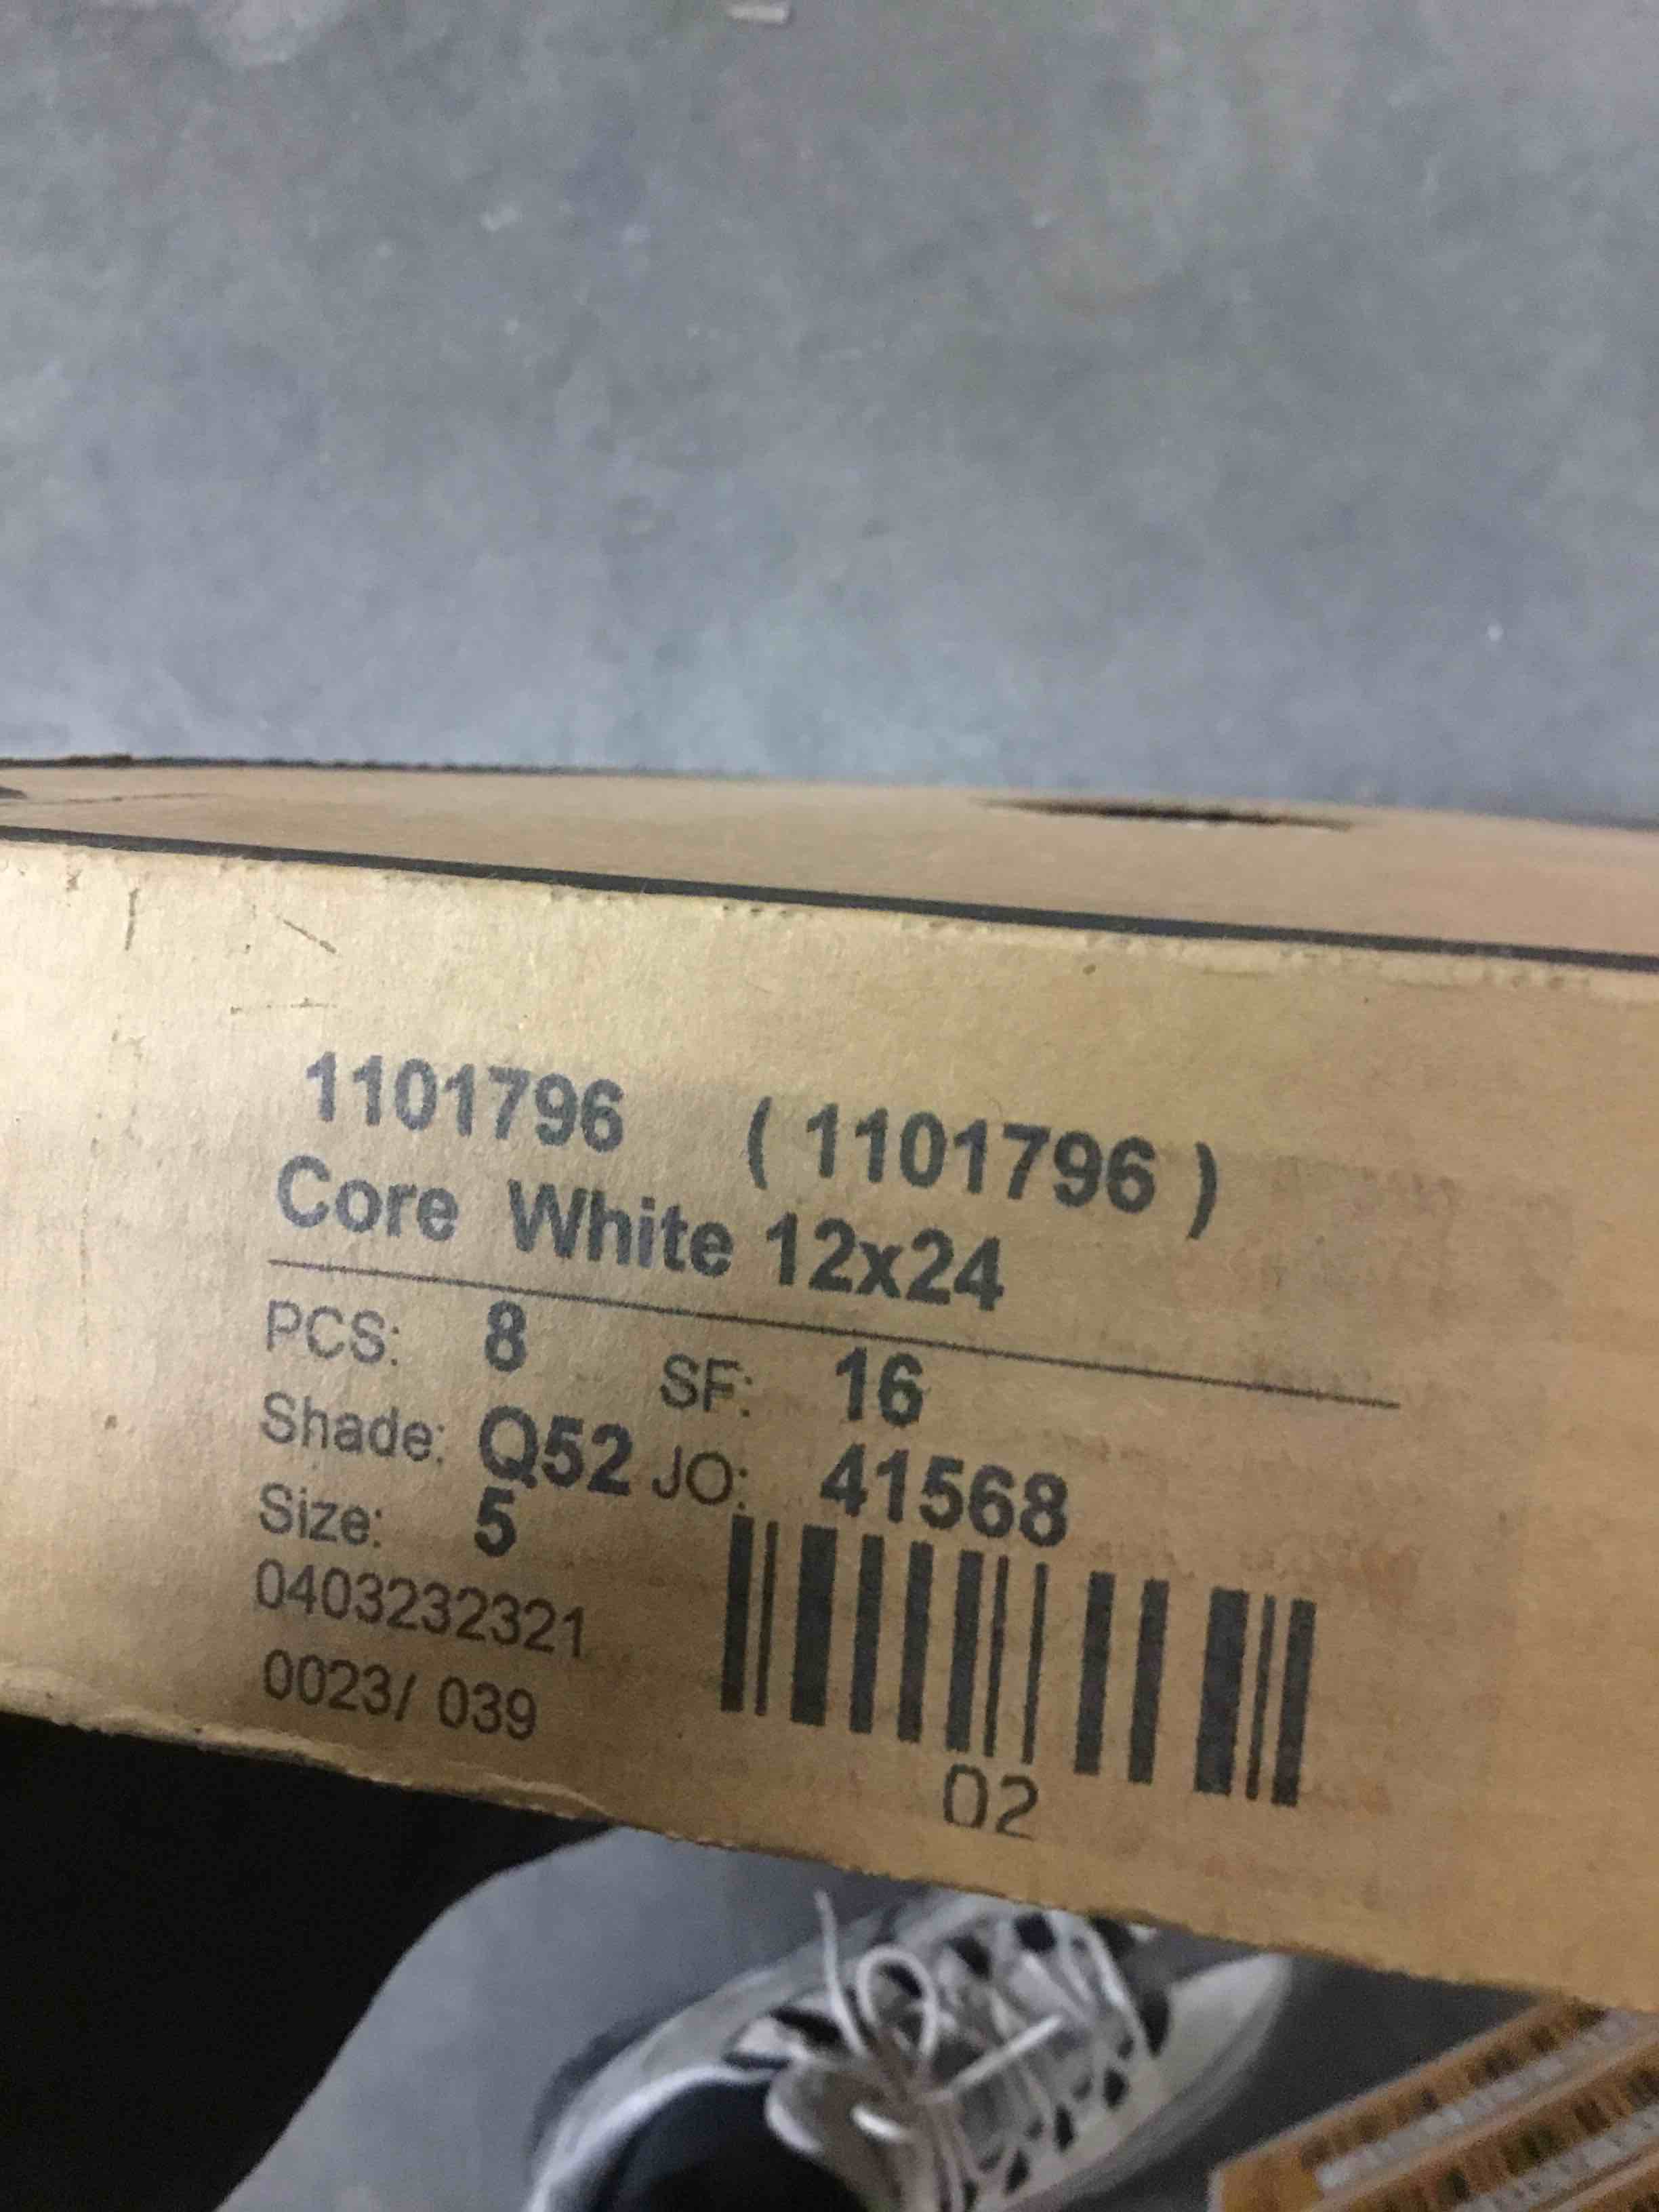 1101796 ( 1101796 )
Core White 12x24
PCS: 8 SF: 16
Shade: Q52 JO: 41568
Size: 5
0403232321
0023/ 039
02